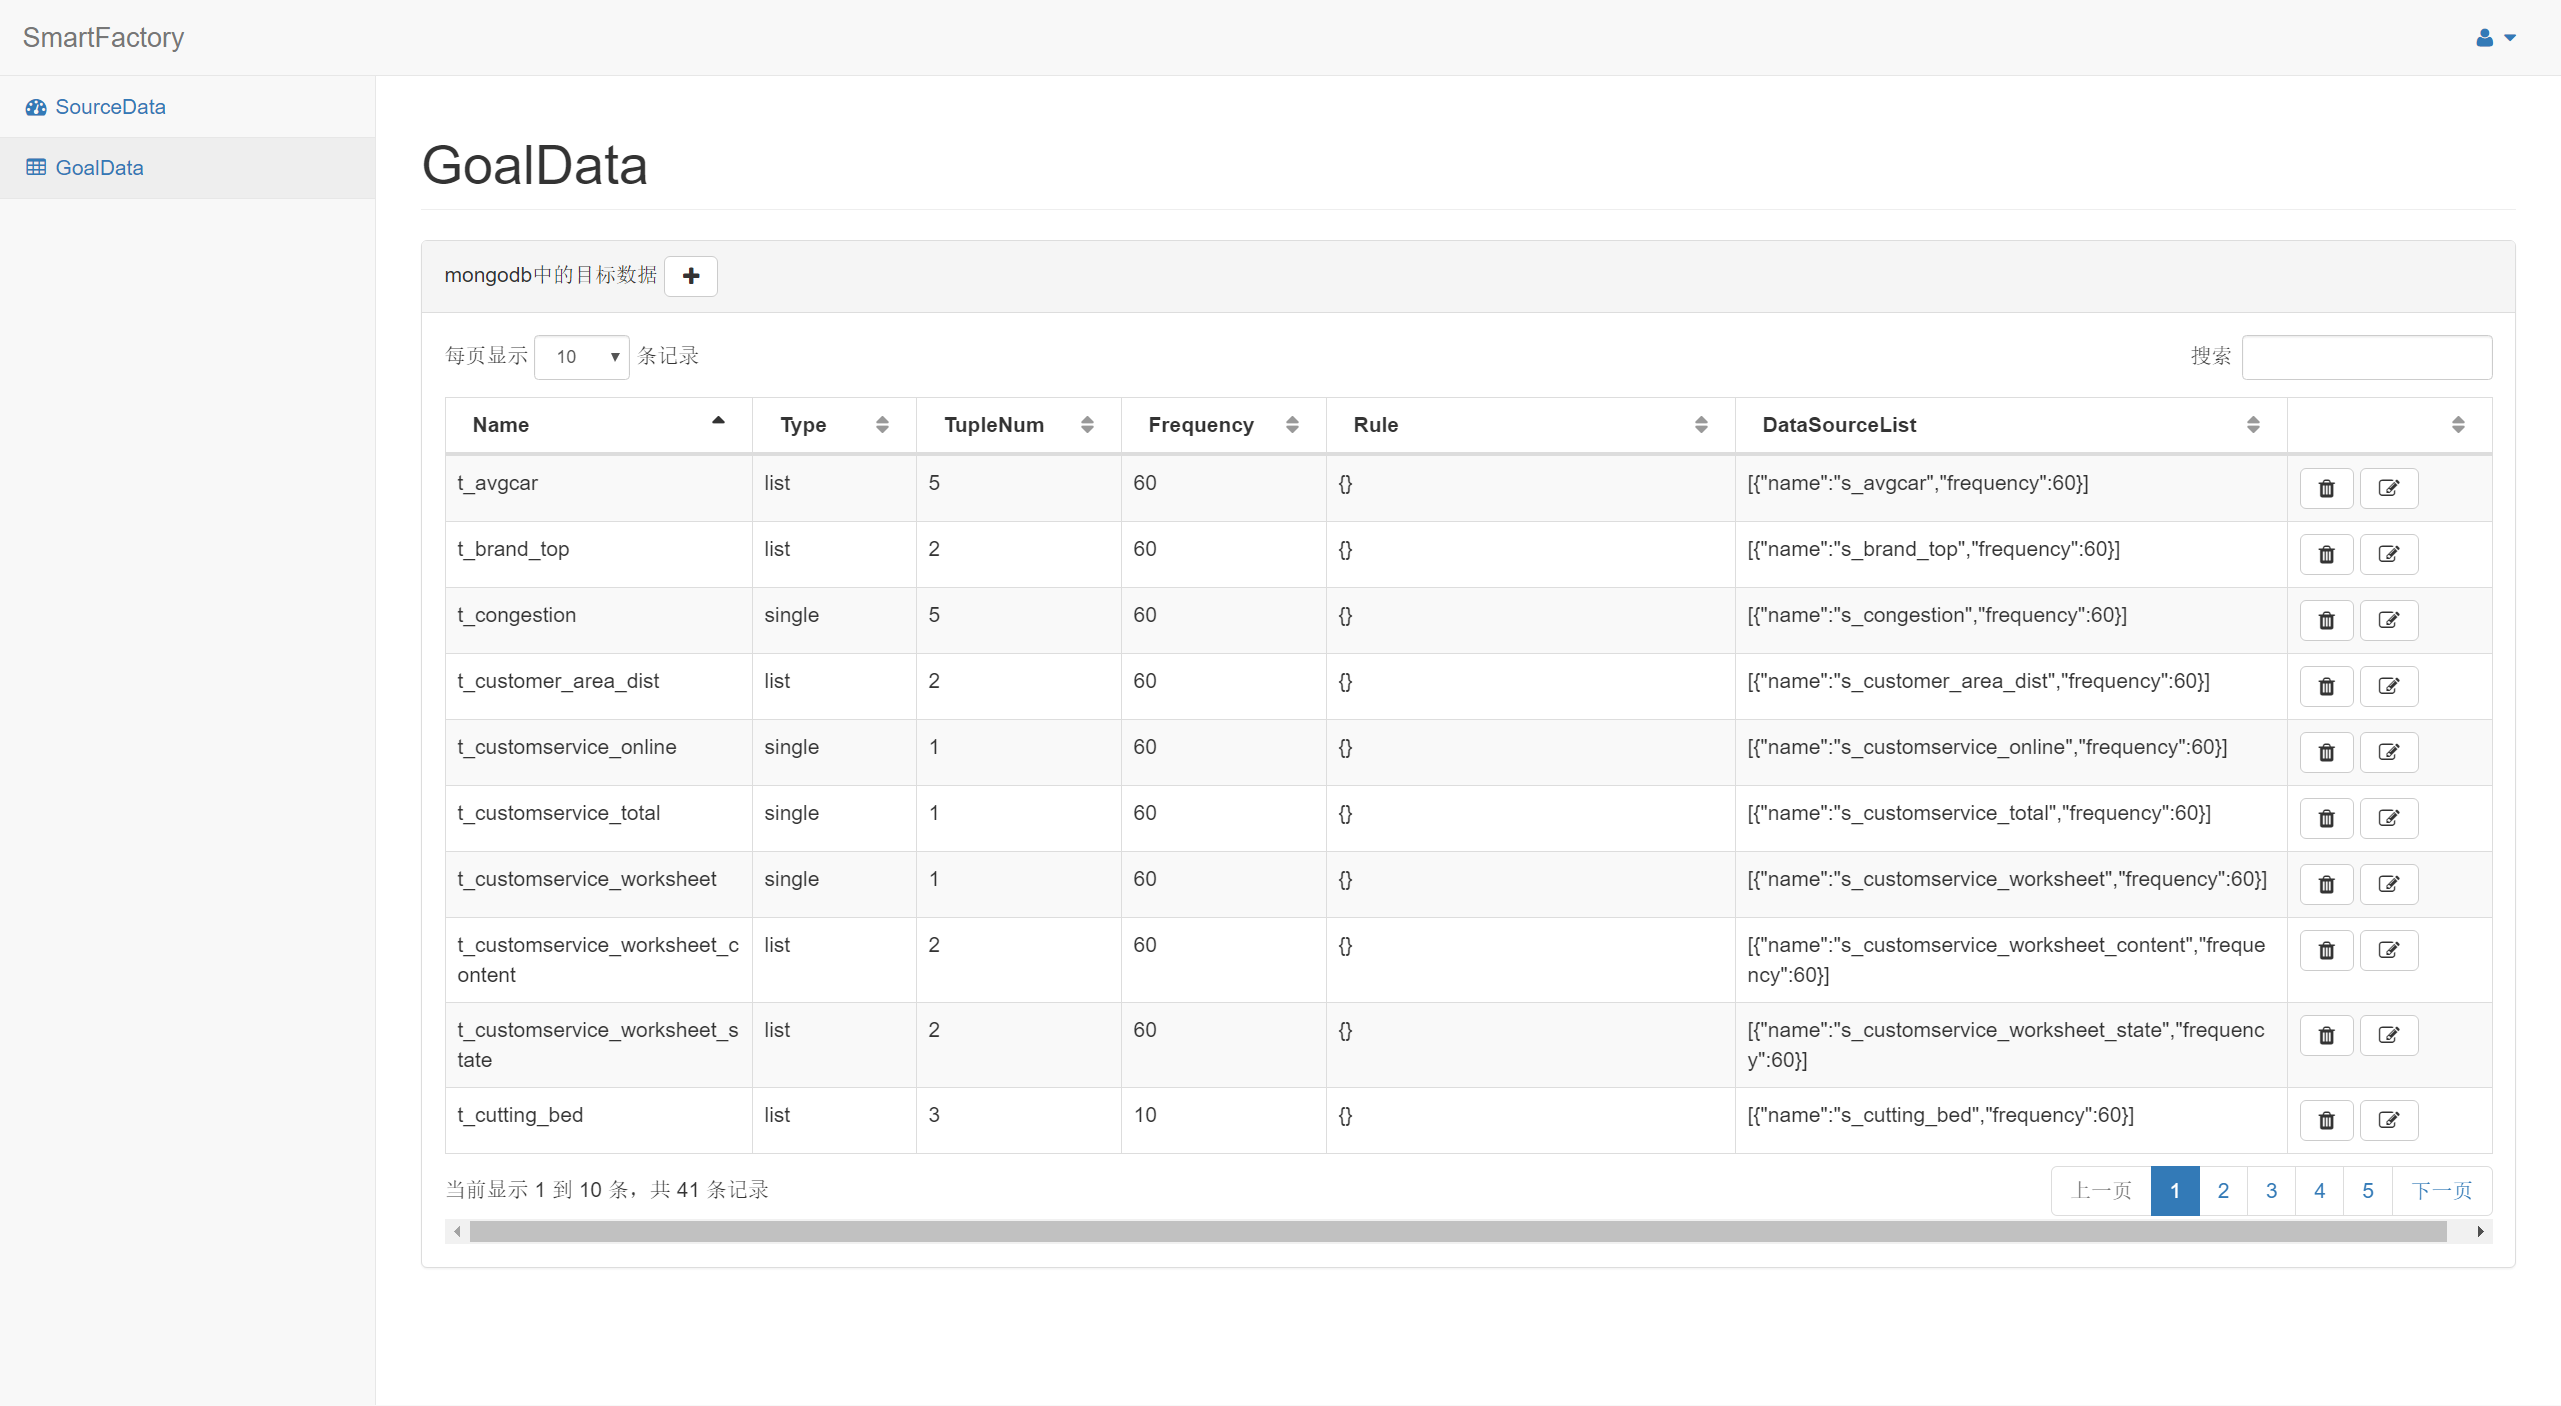 SmartFactory
SourceData
GoalData
GoalData
mongodb中的目标数据
每页显示 10 条记录 搜索
Name Type TupleNum Frequency Rule DataSourceList
t_avgcar list 5 60 {} [{"name":"s_avgcar","frequency":60}]
t_brand_top list 2 60 {} [{"name":"s_brand_top","frequency":60}]
t_congestion single 5 60 {} [{"name":"s_congestion","frequency":60}]
t_customer_area_dist list 2 60 {} [{"name":"s_customer_area_dist","frequency":60}]
t_customservice_online single 1 60 {} [{"name":"s_customservice_online","frequency":60}]
t_customservice_total single 1 60 {} [{"name":"s_customservice_total","frequency":60}]
t_customservice_worksheet single 1 60 {} [{"name":"s_customservice_worksheet","frequency":60}]
t_customservice_worksheet_c list 2 60 {} [{"name":"s_customservice_worksheet_content","freque
ontent ncy":60}]
t_customservice_worksheet_s list 2 60 {} [{"name":"s_customservice_worksheet_state","frequenc
tate y":60}]
t_cutting_bed list 3 10 {} [{"name":"s_cutting_bed","frequency":60}]
当前显示 1 到 10 条，共 41 条记录 上一页 1 2 3 4 5 下一页